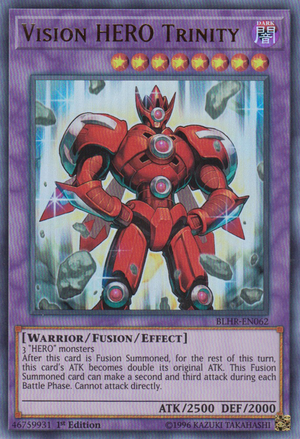 Vision HERO Trinity
DARK
闇
BLHR-EN062
[Warrior/Fusion/Effect]
3 "HERO" monsters
After this card is Fusion Summoned, for the rest of this turn,
this card's ATK becomes double its original ATK. This Fusion
Summoned card can make a second and third attack during each
Battle Phase. Cannot attack directly.
ATK/2500 DEF/2000
46759931 1st Edition ©1996 KAZUKI TAKAHASHI